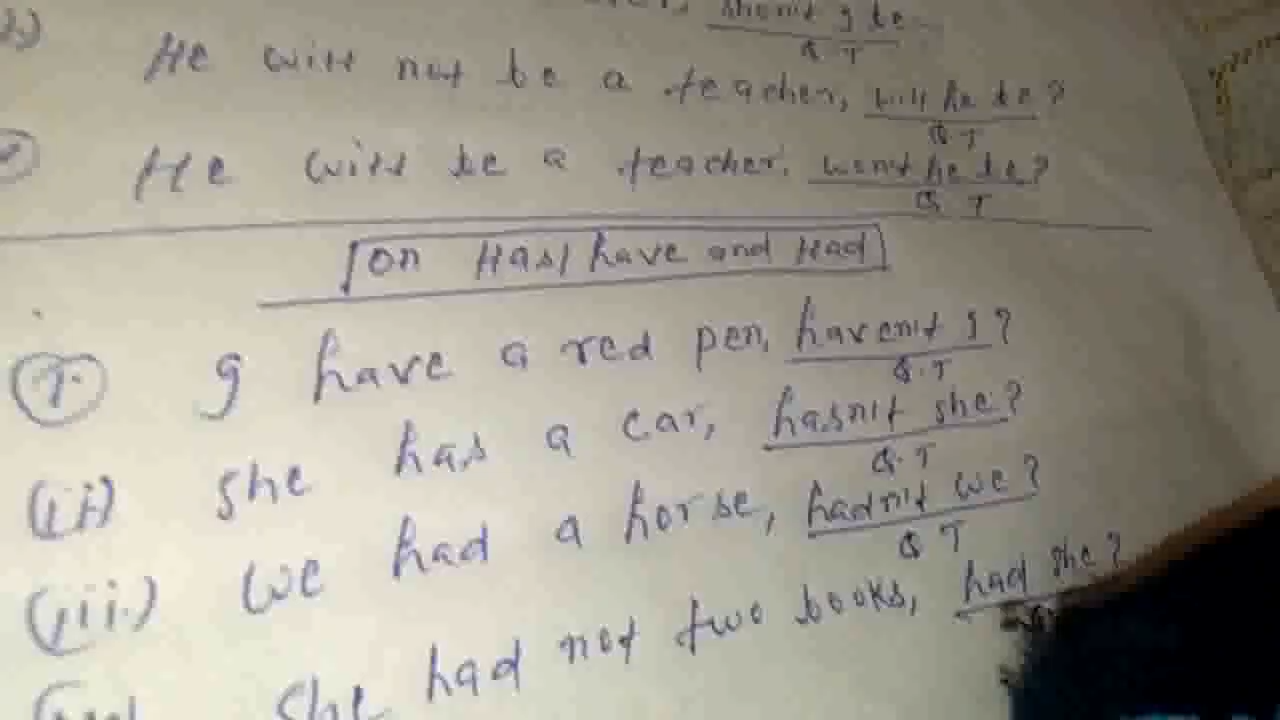 shon't I be
Q.T
He will not be a teacher, will he be?
Q.T
He will be a teacher, won't he be?
Q T
on Has/have and Had
I have a red pen, haven't I?
Q.T
(ii) She has a car, hasn't she?
Q.T
(iii) We had a horse, hadn't we?
Q T
She had not two books, had she?